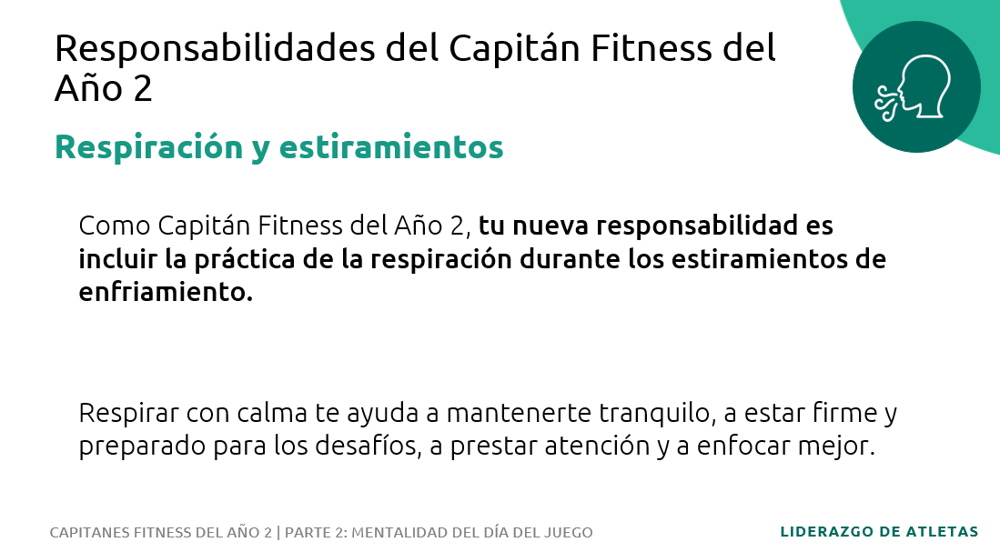 Responsabilidades del Capitán Fitness del
Año 2
Respiración y estiramientos
Como Capitán Fitness del Año 2, tu nueva responsabilidad es
incluir la práctica de la respiración durante los estiramientos de
enfriamiento.
Respirar con calma te ayuda a mantenerte tranquilo, a estar firme y
preparado para los desafíos, a prestar atención y a enfocar mejor.
CAPITANES FITNESS DEL AÑO 2 | PARTE 2: MENTALIDAD DEL DÍA DEL JUEGO
LIDERAZGO DE ATLETAS